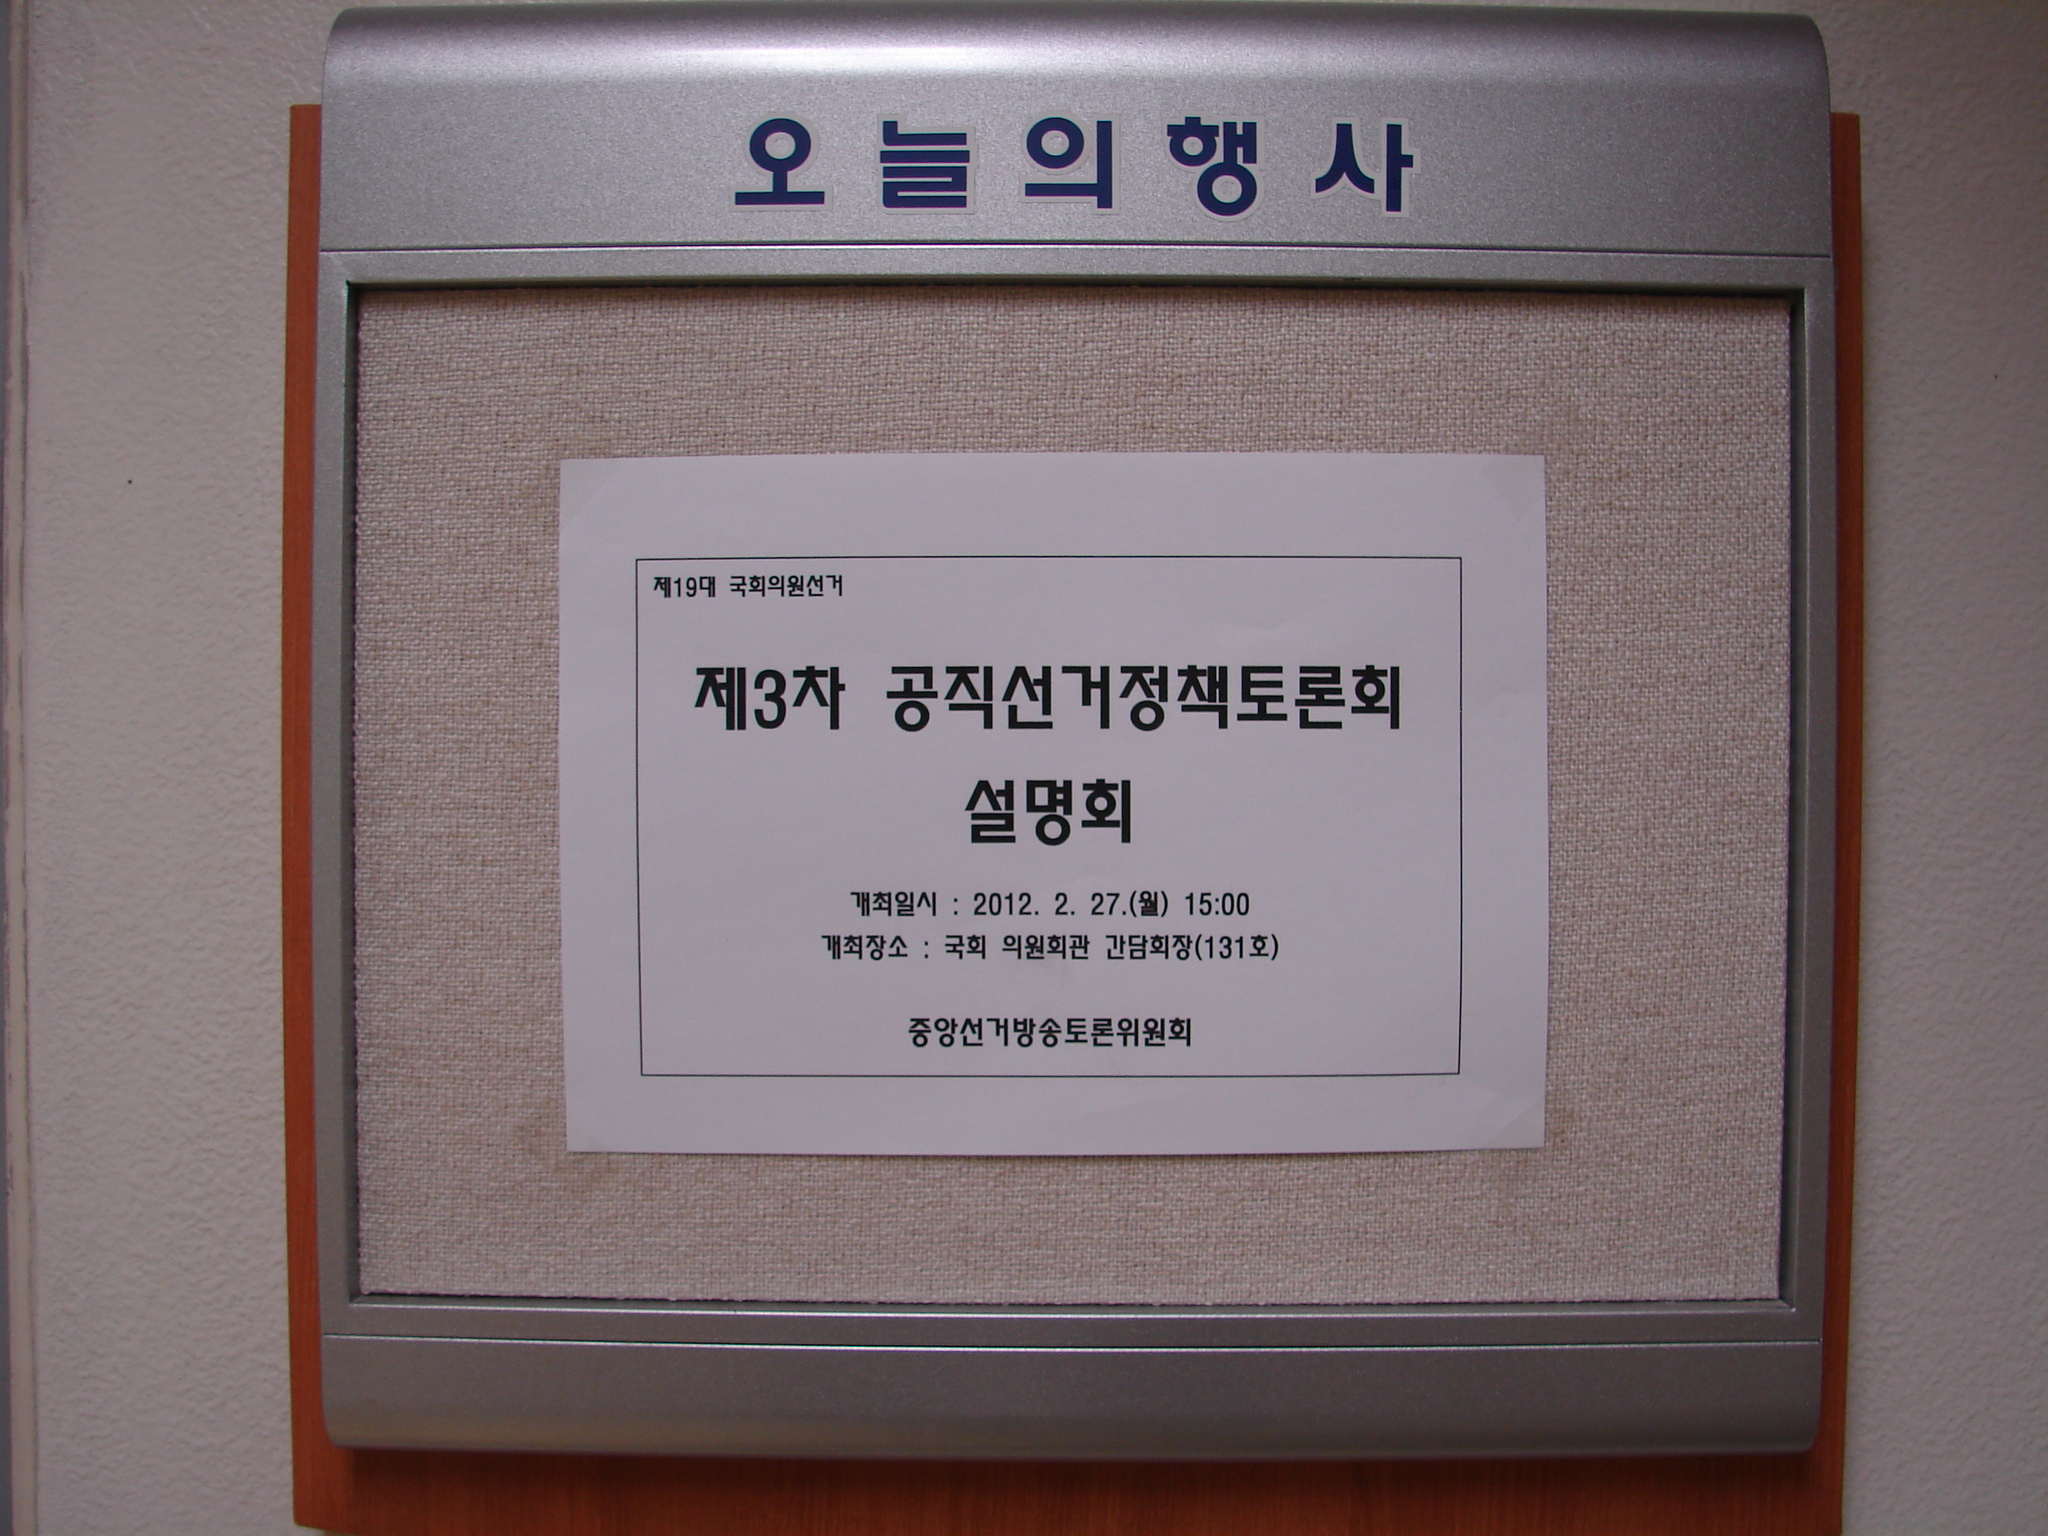 오늘의행사
제19대 국회의원선거
제3차 공직선거정책토론회
설명회
개최일시 : 2012. 2. 27.(월) 15:00
개최장소 : 국회 의원회관 간담회장(131호)
중앙선거방송토론위원회